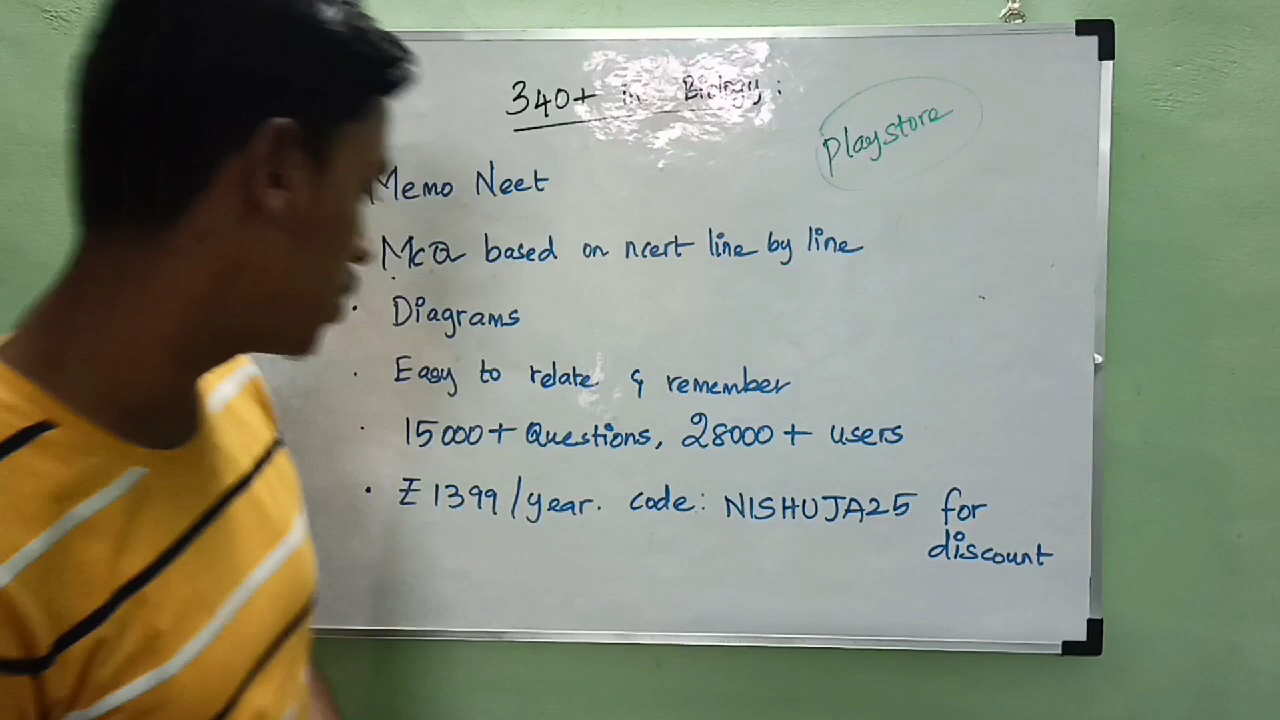 340+ in Biology:
playstore
Memo Neet
McQ based on ncert line by line
• Diagrams
• Easy to relate & remember
• 15000+ Questions, 28000+ users
• ₹1399/year. code: NISHUJA25 for
discount